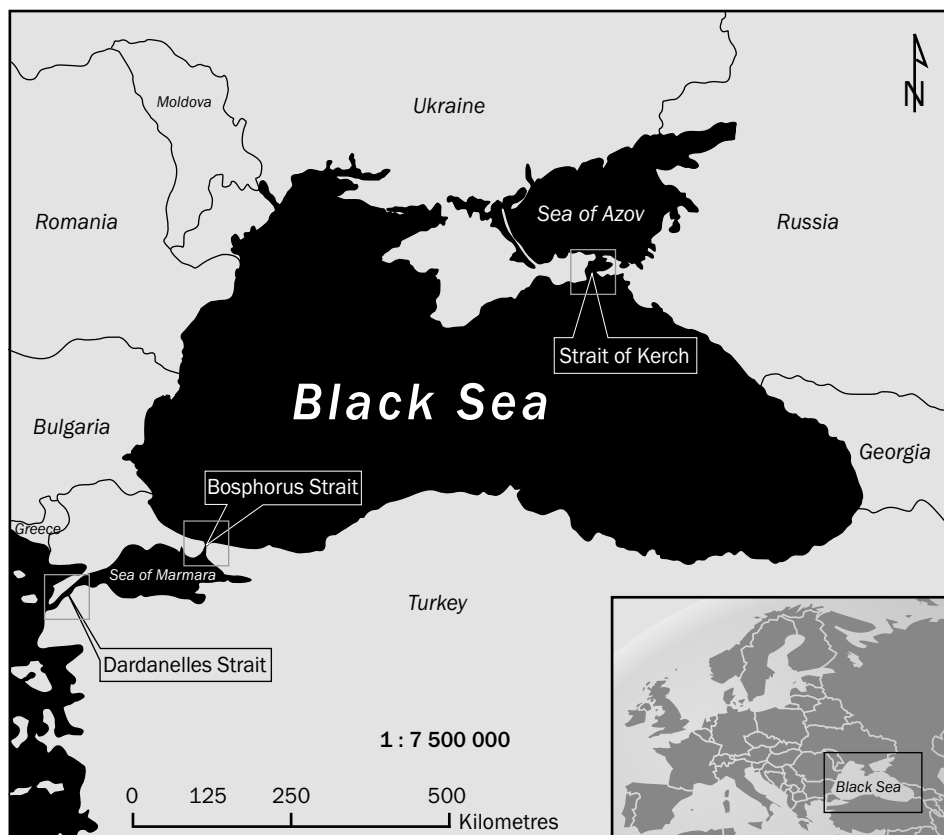 Moldova
Ukraine
N
Romania
Sea of Azov
Russia
Strait of Kerch
Black Sea
Bulgaria
Georgia
Bosphorus Strait
Greece
Sea of Marmara
Turkey
Dardanelles Strait
1 : 7 500 000
0 125 250 500
Kilometres
Black Sea